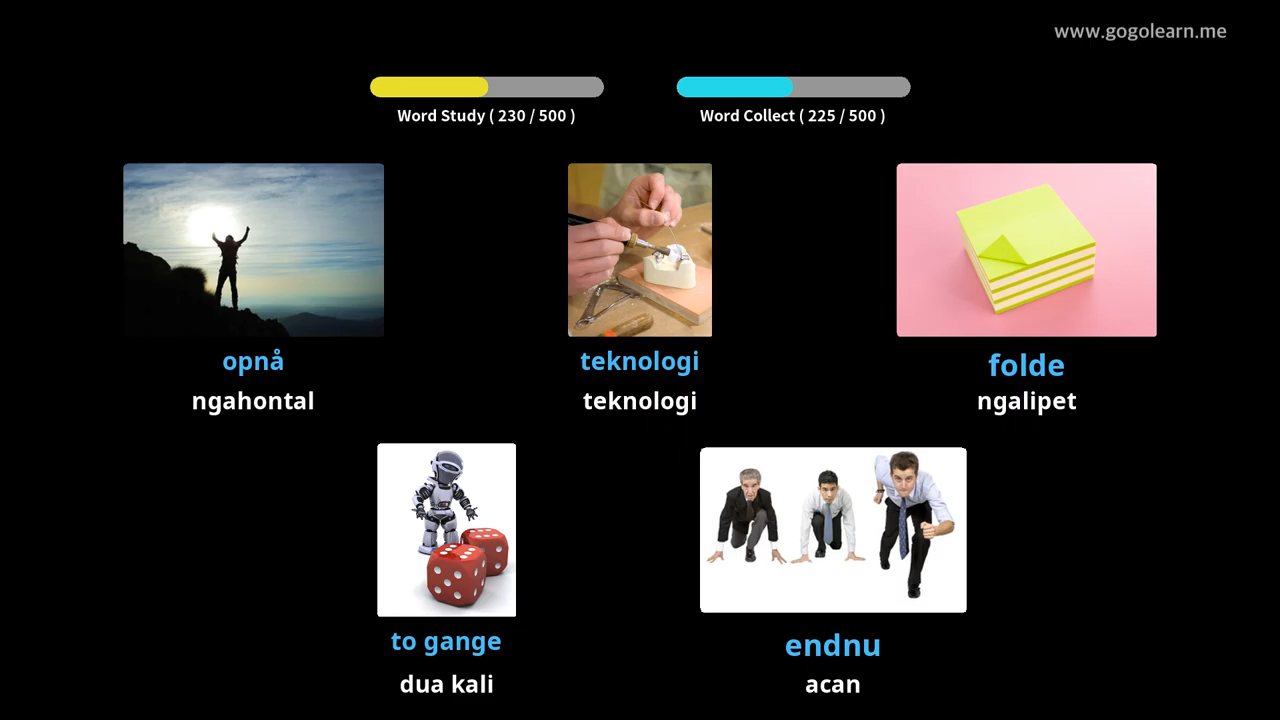 www.gogolearn.me
Word Study ( 230 / 500 )
Word Collect ( 225 / 500 )
opnå
teknologi
folde
ngahontal
teknologi
ngalipet
to gange
endnu
dua kali
acan